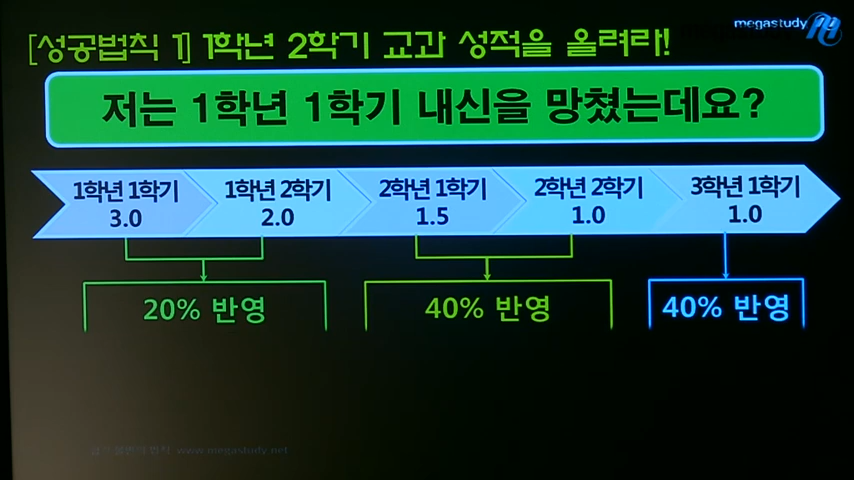 [성공법칙 1] 1학년 2학기 교과 성적을 올려라!
megastudy
저는 1학년 1학기 내신을 망쳤는데요?
1학년 1학기 1학년 2학기 2학년 1학기 2학년 2학기 3학년 1학기
3.0 2.0 1.5 1.0 1.0
20% 반영 40% 반영 40% 반영
www.megastudy.net